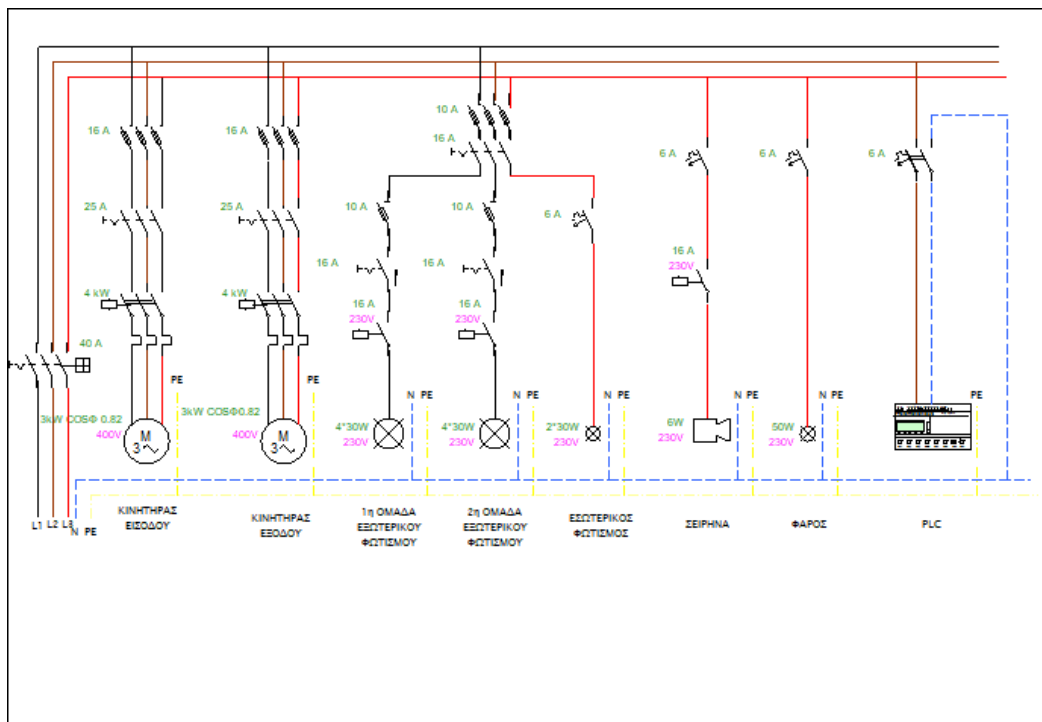 10 A
16 A
16 A
16 A
6 A
6 A
6 A
25 A
25 A
10 A
10 A
6 A
16 A
230V
16 A
16 A
4 kW
4 kW
16 A
230V
16 A
230V
40 A
PE
PE
N PE
N PE
N PE
N PE
N PE
PE
3kW COSΦ 0.82
400V
M
3
3kW COSΦ0.82
400V
M
3
4*30W
230V
4*30W
230V
2*30W
230V
6W
230V
50W
230V
L1 L2 L3
N PE
ΚΙΝΗΤΗΡΑΣ
ΕΙΣΟΔΟΥ
ΚΙΝΗΤΗΡΑΣ
ΕΞΟΔΟΥ
1η ΟΜΑΔΑ
ΕΞΩΤΕΡΙΚΟΥ
ΦΩΤΙΣΜΟΥ
2η ΟΜΑΔΑ
ΕΞΩΤΕΡΙΚΟΥ
ΦΩΤΙΣΜΟΥ
ΕΣΩΤΕΡΙΚΟΣ
ΦΩΤΙΣΜΟΣ
ΣΕΙΡΗΝΑ
ΦΑΡΟΣ
PLC